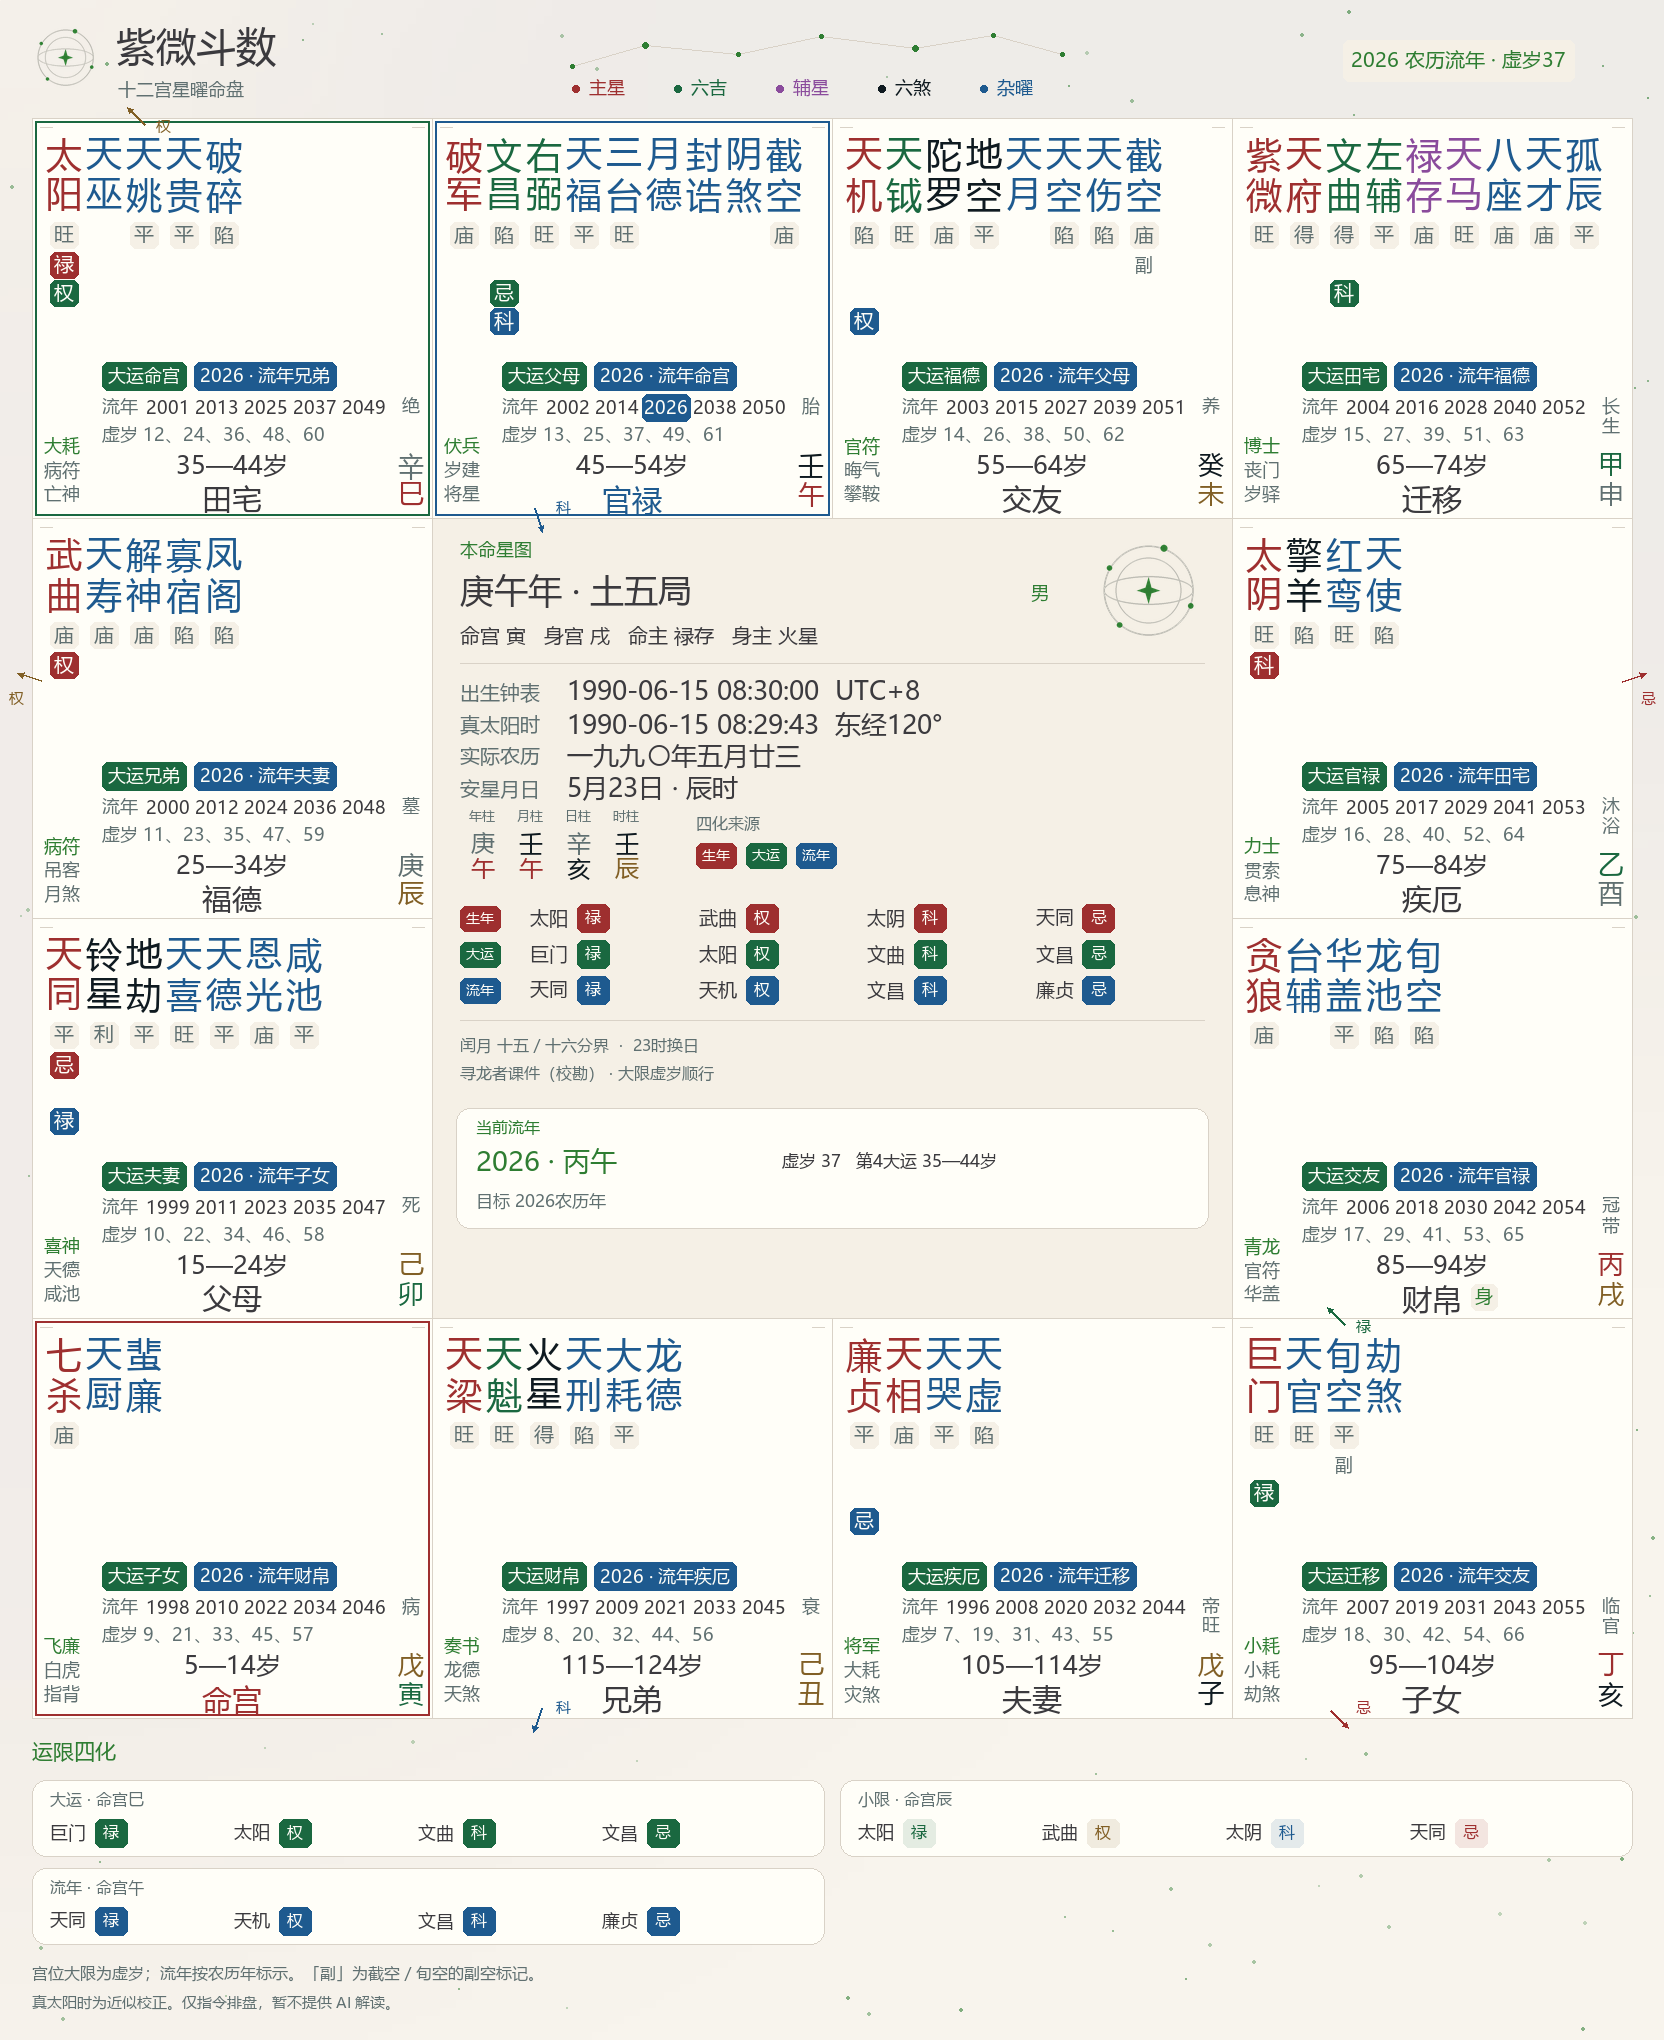 紫微斗数
十二宫星曜命盘
主星 六吉 辅星 六煞 杂曜
2026 农历流年 · 虚岁37
权
太阳 天巫 天姚 天贵 破碎
旺 平 平 陷
禄
权
大运命宫 2026 · 流年兄弟
流年 2001 2013 2025 2037 2049 绝
虚岁 12、24、36、48、60
大耗
病符
亡神
35—44岁
田宅
辛巳
破军 文昌 右弼 天福 三台 月德 封诰 阴煞 截空
庙 陷 旺 平 旺 庙
忌
科
大运父母 2026 · 流年命宫
流年 2002 2014 2026 2038 2050 胎
虚岁 13、25、37、49、61
伏兵
岁建
将星
45—54岁
官禄
壬午
科
天机 天钺 陀罗 地空 天月 天空 天伤 截空
陷 旺 庙 平 陷 陷 庙
副
权
大运福德 2026 · 流年父母
流年 2003 2015 2027 2039 2051 养
虚岁 14、26、38、50、62
官符
晦气
攀鞍
55—64岁
交友
癸未
紫微 天府 文曲 左辅 禄存 天马 八座 天才 孤辰
旺 得 得 平 庙 旺 庙 庙 平
科
大运田宅 2026 · 流年福德
流年 2004 2016 2028 2040 2052 长生
虚岁 15、27、39、51、63
博士
丧门
岁驿
65—74岁
迁移
甲申
武曲 天寿 解神 寡宿 凤阁
庙 庙 庙 陷 陷
权
权
大运兄弟 2026 · 流年夫妻
流年 2000 2012 2024 2036 2048 墓
虚岁 11、23、35、47、59
病符
吊客
月煞
25—34岁
福德
庚辰
本命星图
庚午年 · 土五局
男
命宫 寅 身宫 戌 命主 禄存 身主 火星
出生钟表 1990-06-15 08:30:00 UTC+8
真太阳时 1990-06-15 08:29:43 东经120°
实际农历 一九九〇年五月廿三
安星月日 5月23日 · 辰时
年柱 月柱 日柱 时柱
庚午 壬午 辛亥 壬辰
四化来源
生年 大运 流年
生年 太阳 禄 武曲 权 太阴 科 天同 忌
大运 巨门 禄 太阳 权 文曲 科 文昌 忌
流年 天同 禄 天机 权 文昌 科 廉贞 忌
闰月 十五 / 十六分界 · 23时换日
寻龙者课件（校勘）· 大限虚岁顺行
当前流年
2026 · 丙午
虚岁 37 第4大运 35—44岁
目标 2026农历年
太阴 擎羊 红鸾 天使
旺 陷 旺 陷
科
忌
大运官禄 2026 · 流年田宅
流年 2005 2017 2029 2041 2053 沐浴
虚岁 16、28、40、52、64
力士
贯索
息神
75—84岁
疾厄
乙酉
天同 铃星 地劫 天喜 天德 恩光 咸池
平 利 平 旺 平 庙 平
忌
禄
大运夫妻 2026 · 流年子女
流年 1999 2011 2023 2035 2047 死
虚岁 10、22、34、46、58
喜神
天德
咸池
15—24岁
父母
己卯
贪狼 台辅 华盖 龙池 旬空
庙 平 陷 陷
大运交友 2026 · 流年官禄
流年 2006 2018 2030 2042 2054 冠带
虚岁 17、29、41、53、65
青龙
官符
华盖
85—94岁
财帛 身
丙戌
禄
七杀 天厨 蜚廉
庙
大运子女 2026 · 流年财帛
流年 1998 2010 2022 2034 2046 病
虚岁 9、21、33、45、57
飞廉
白虎
指背
5—14岁
命宫
戊寅
天梁 天魁 火星 天刑 大耗 龙德
旺 旺 得 陷 平
大运财帛 2026 · 流年疾厄
流年 1997 2009 2021 2033 2045 衰
虚岁 8、20、32、44、56
奏书
龙德
天煞
115—124岁
兄弟
己丑
科
廉贞 天相 天哭 天虚
平 庙 平 陷
忌
大运疾厄 2026 · 流年迁移
流年 1996 2008 2020 2032 2044 帝旺
虚岁 7、19、31、43、55
将军
大耗
灾煞
105—114岁
夫妻
戊子
巨门 天官 旬空 劫煞
旺 旺 平
副
禄
大运迁移 2026 · 流年交友
流年 2007 2019 2031 2043 2055 临官
虚岁 18、30、42、54、66
小耗
小耗
劫煞
95—104岁
子女
丁亥
忌
运限四化
大运 · 命宫巳
巨门 禄 太阳 权 文曲 科 文昌 忌
小限 · 命宫辰
太阳 禄 武曲 权 太阴 科 天同 忌
流年 · 命宫午
天同 禄 天机 权 文昌 科 廉贞 忌
宫位大限为虚岁；流年按农历年标示。「副」为截空 / 旬空的副空标记。
真太阳时为近似校正。仅指令排盘，暂不提供 AI 解读。